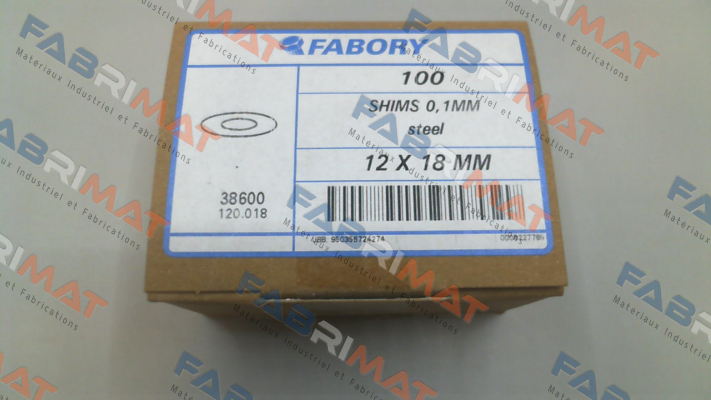 FABORY
100
SHIMS 0,1MM
steel
12 X 18 MM
38600
120.018
FABRIMAT
Materiaux Industriel et Fabrications